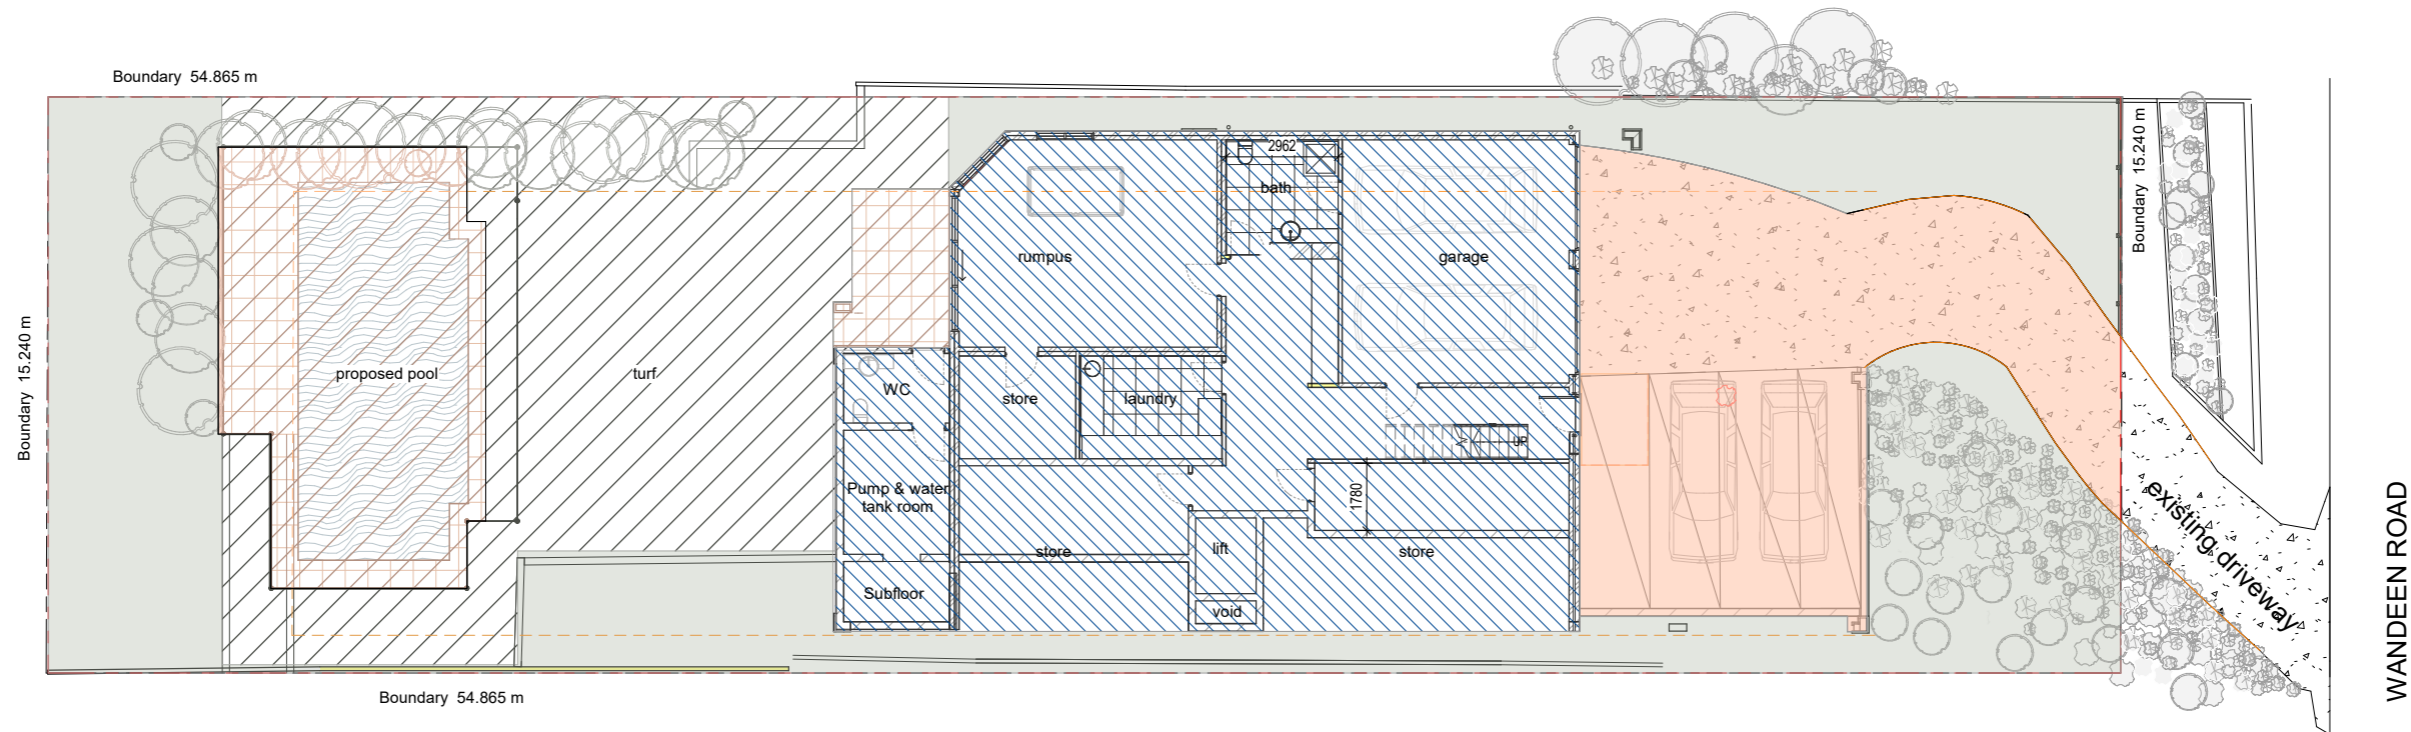 Boundary 54.865 m
Boundary 15.240 m
2962
bath
rumpus
garage
Boundary 15.240 m
proposed pool
turf
WC
store
laundry
UP
Pump & water
tank room
1780
store
lift
store
Subfloor
void
existing driveway
WANDEEN ROAD
Boundary 54.865 m